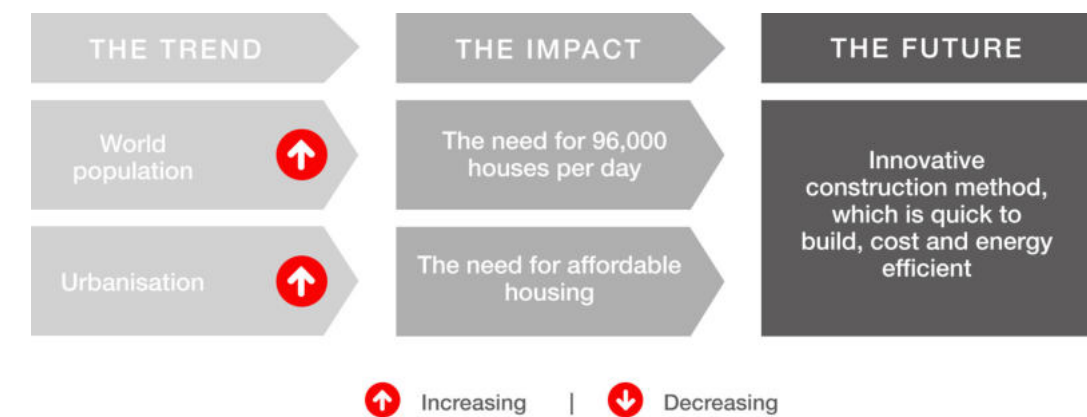 THE TREND
THE IMPACT
THE FUTURE
World
population
The need for 96,000
houses per day
Urbanisation
The need for affordable
housing
Innovative
construction method,
which is quick to
build, cost and energy
efficient
Increasing | Decreasing